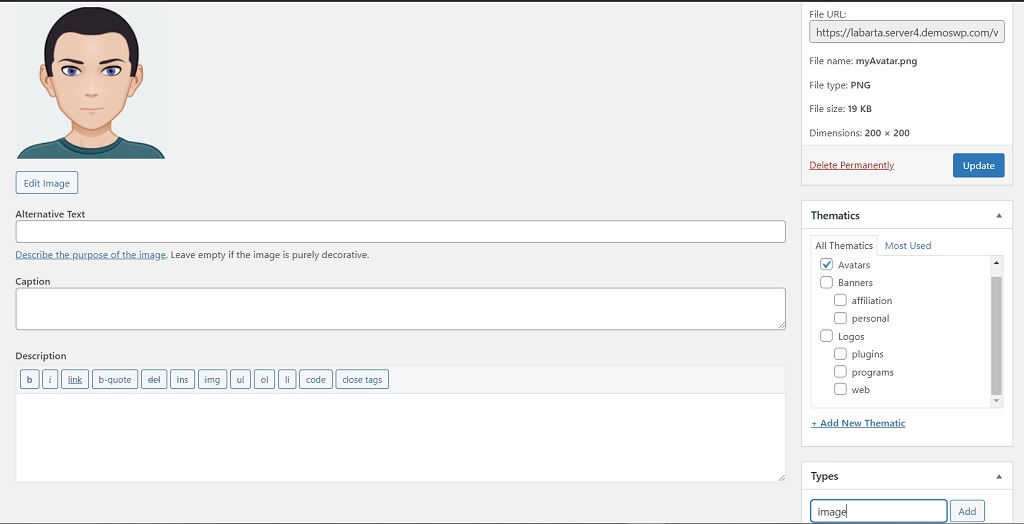 File URL:
https://labarta.server4.demoswp.com/v
File name: myAvatar.png
File type: PNG
File size: 19 KB
Dimensions: 200 × 200
Delete Permanently
Update
Edit Image
Alternative Text
Describe the purpose of the image. Leave empty if the image is purely decorative.
Caption
Description
b i link b-quote del ins img ul ol li code close tags
Thematics
All Thematics Most Used
Avatars
Banners
affiliation
personal
Logos
plugins
programs
web
+ Add New Thematic
Types
image Add